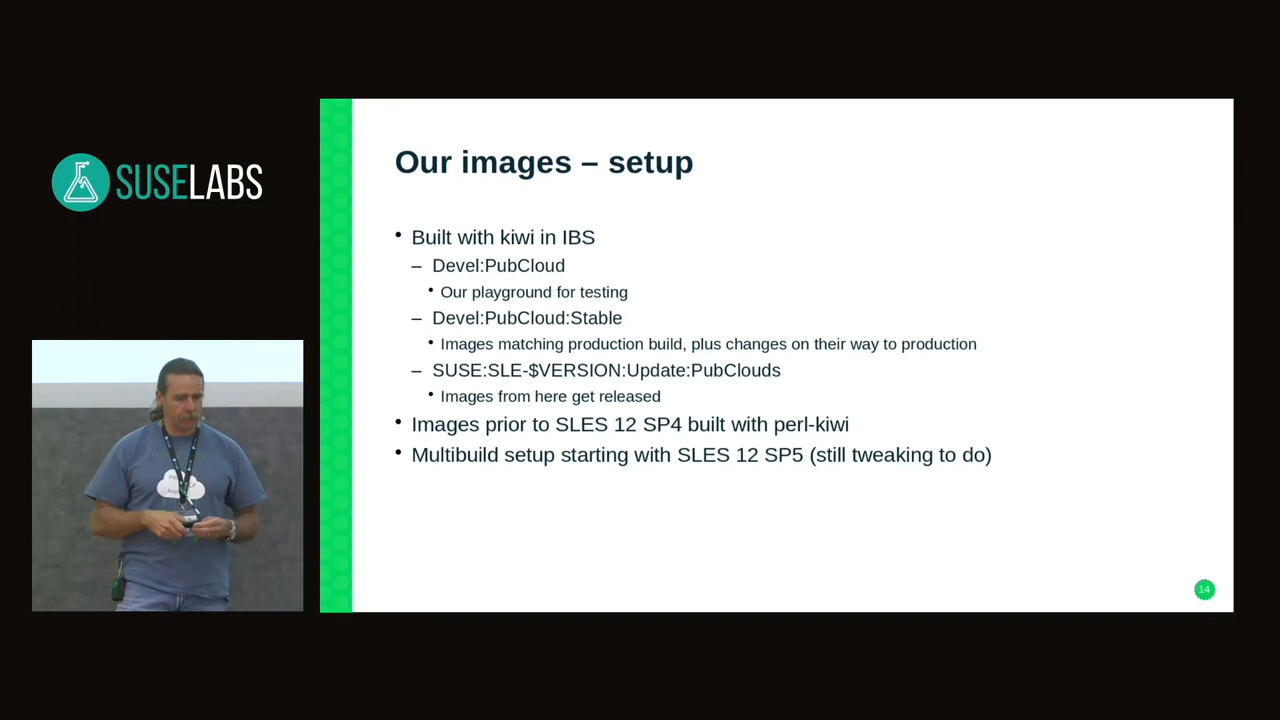 SUSELABS
Our images – setup
• Built with kiwi in IBS
– Devel:PubCloud
• Our playground for testing
– Devel:PubCloud:Stable
• Images matching production build, plus changes on their way to production
– SUSE:SLE-$VERSION:Update:PubClouds
• Images from here get released
• Images prior to SLES 12 SP4 built with perl-kiwi
• Multibuild setup starting with SLES 12 SP5 (still tweaking to do)
14